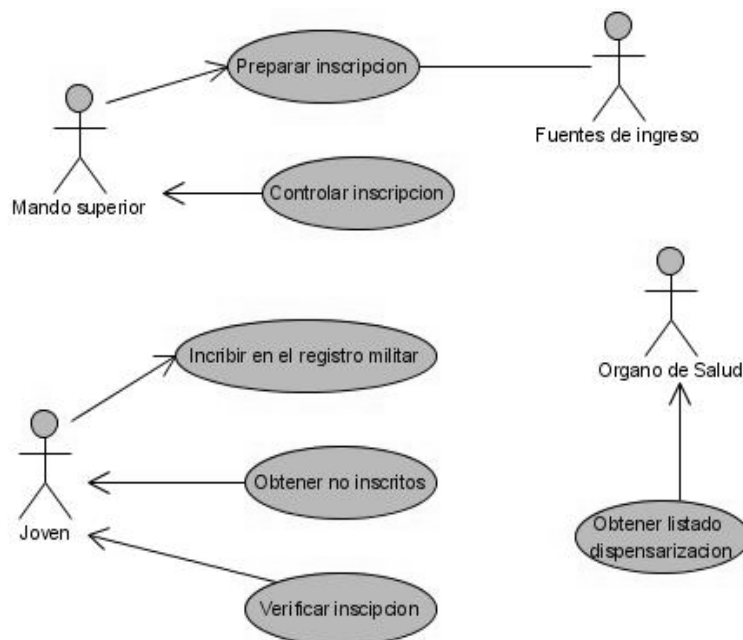 Preparar inscripcion
Fuentes de ingreso
Mando superior
Controlar inscripcion
Incribir en el registro militar
Organo de Salud
Obtener no inscritos
Joven
Obtener listado
dispensarizacion
Verificar inscipcion